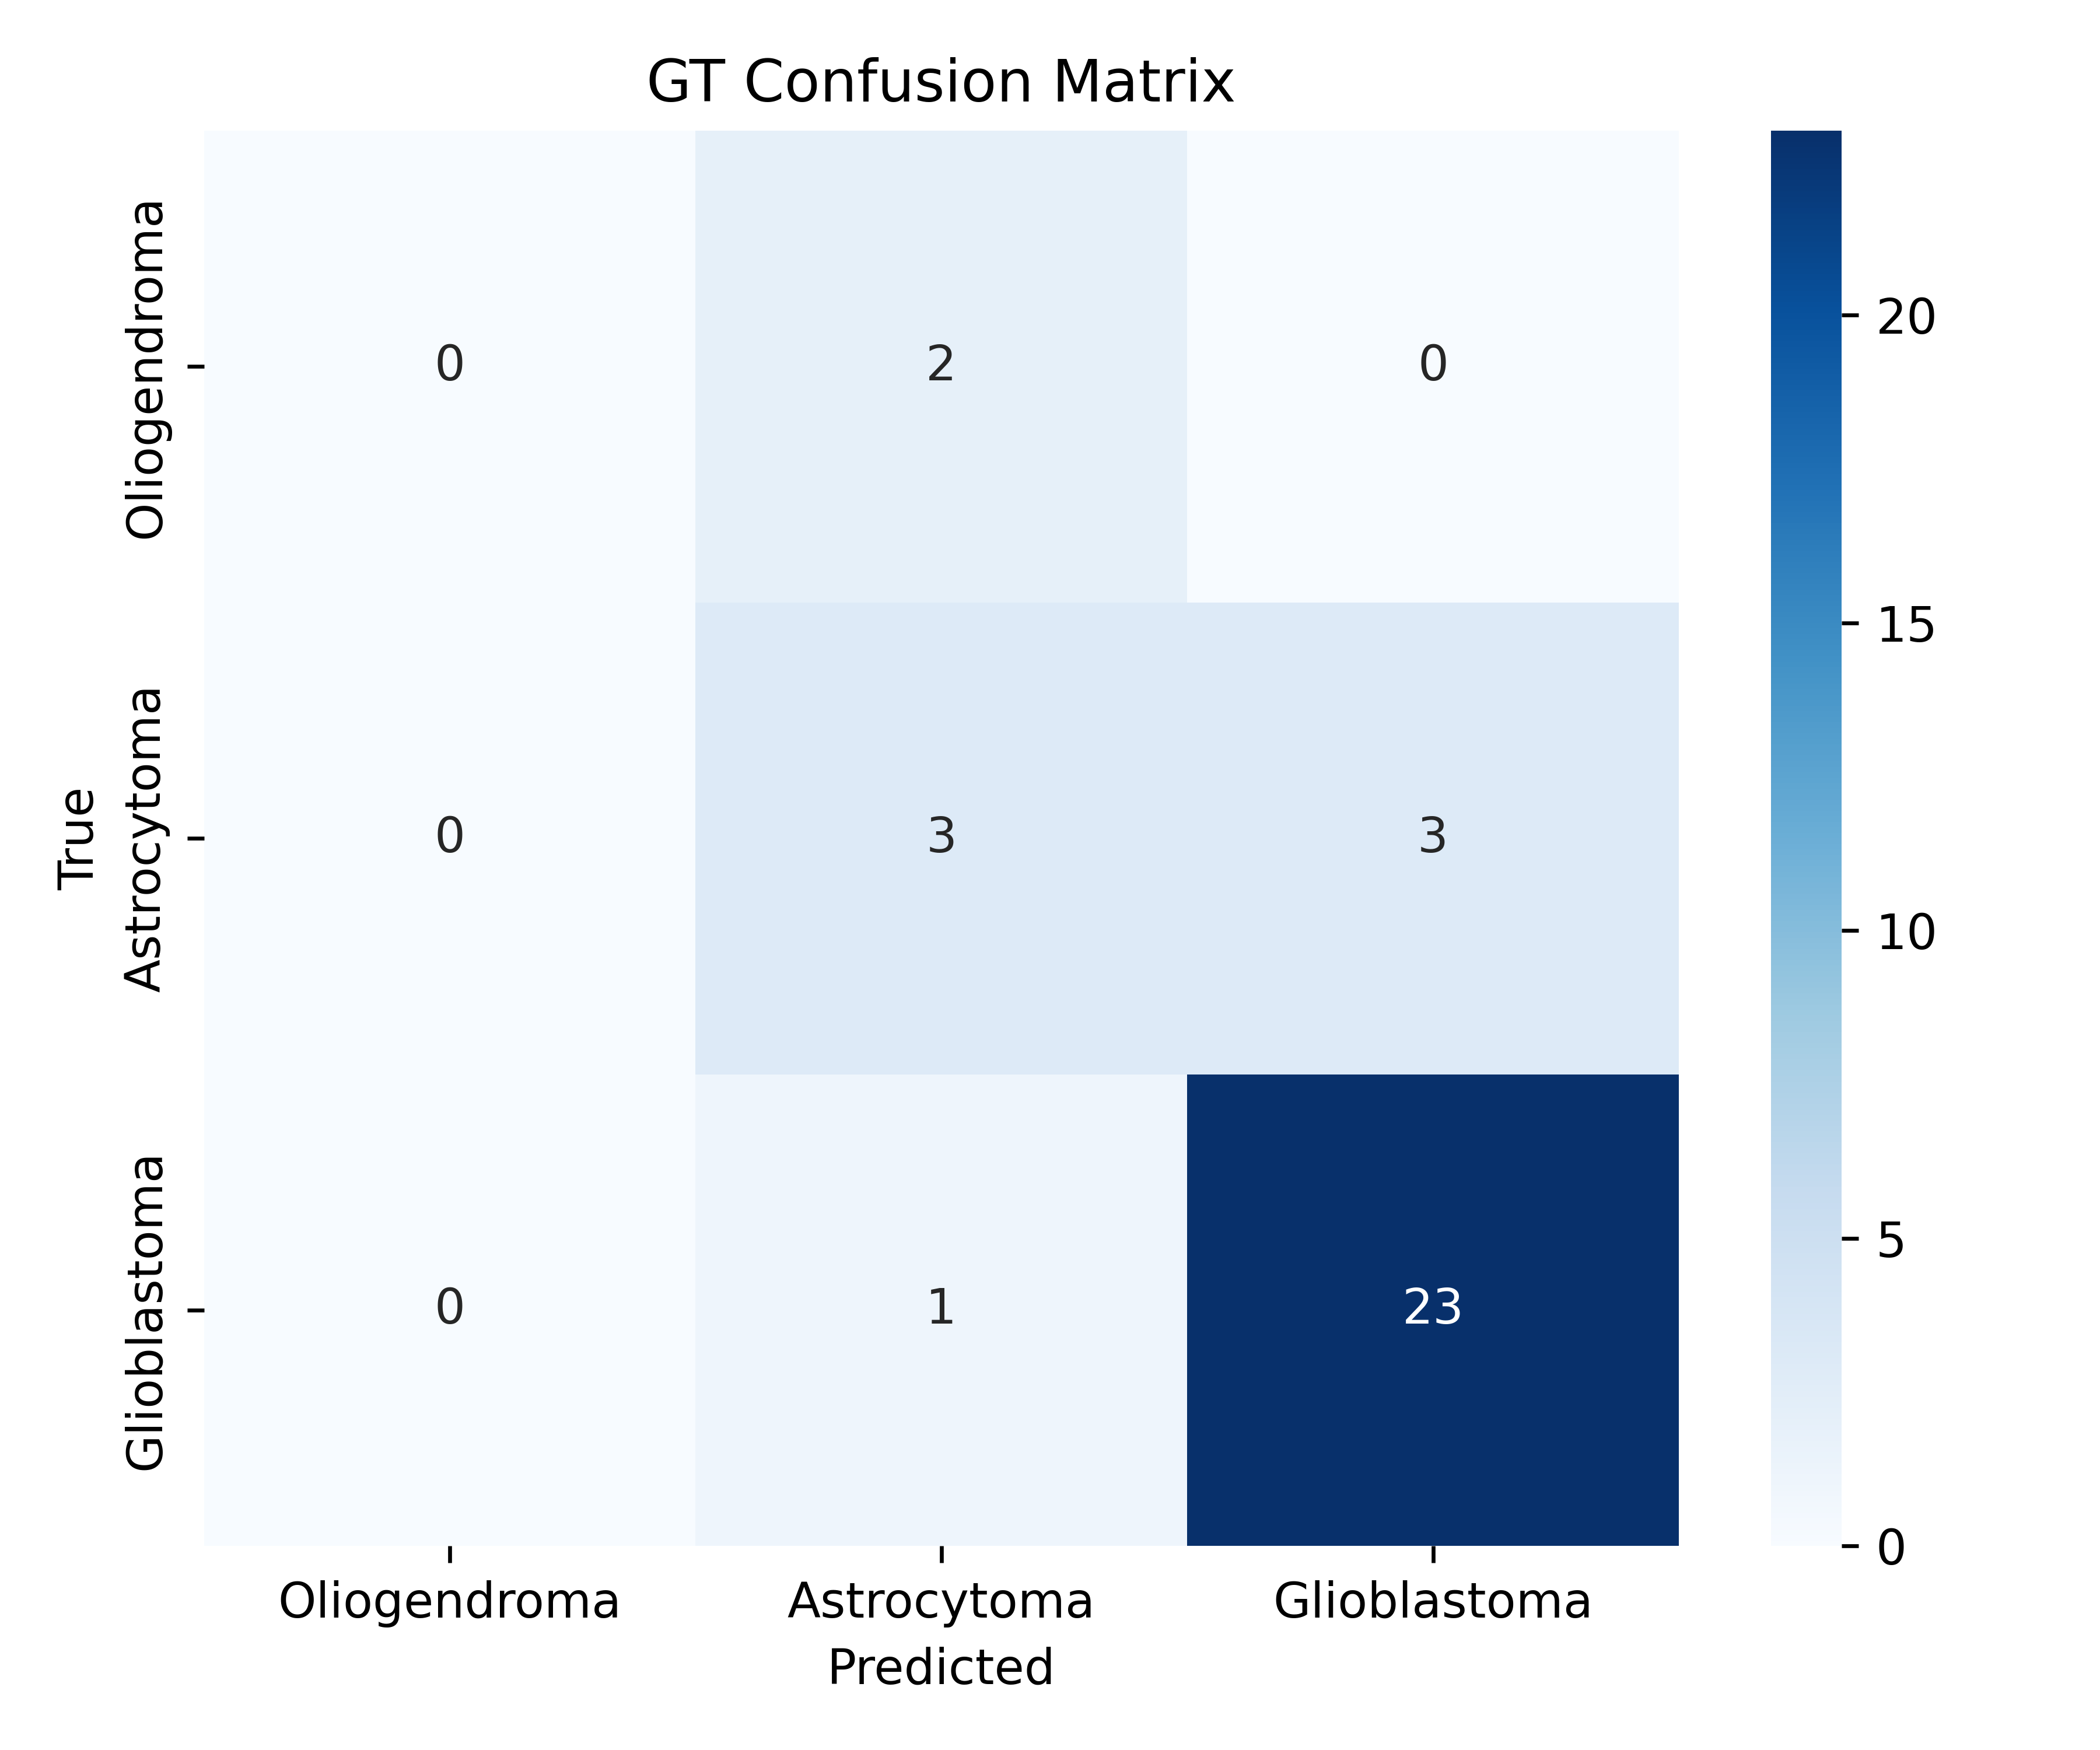 GT Confusion Matrix
True
Oliogendroma
0 2 0
Astrocytoma
0 3 3
Glioblastoma
0 1 23
Oliogendroma Astrocytoma Glioblastoma
Predicted
20
15
10
5
0